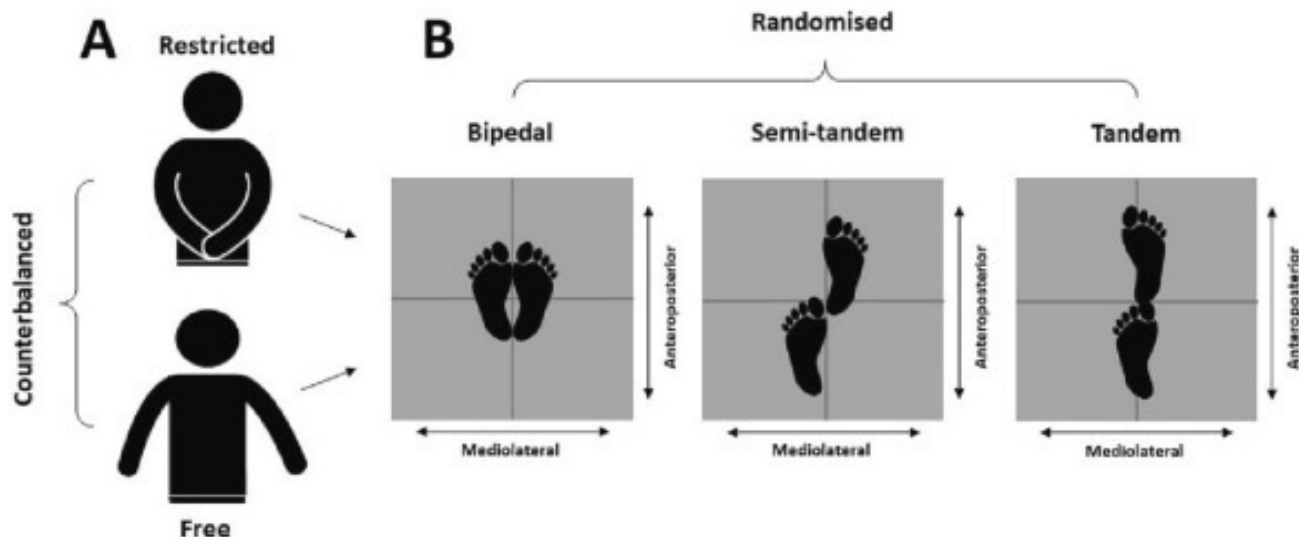 A
Restricted
Counterbalanced
Free
B
Randomised
Bipedal
Semi-tandem
Tandem
Anteroposterior
Anteroposterior
Anteroposterior
Mediolateral
Mediolateral
Mediolateral